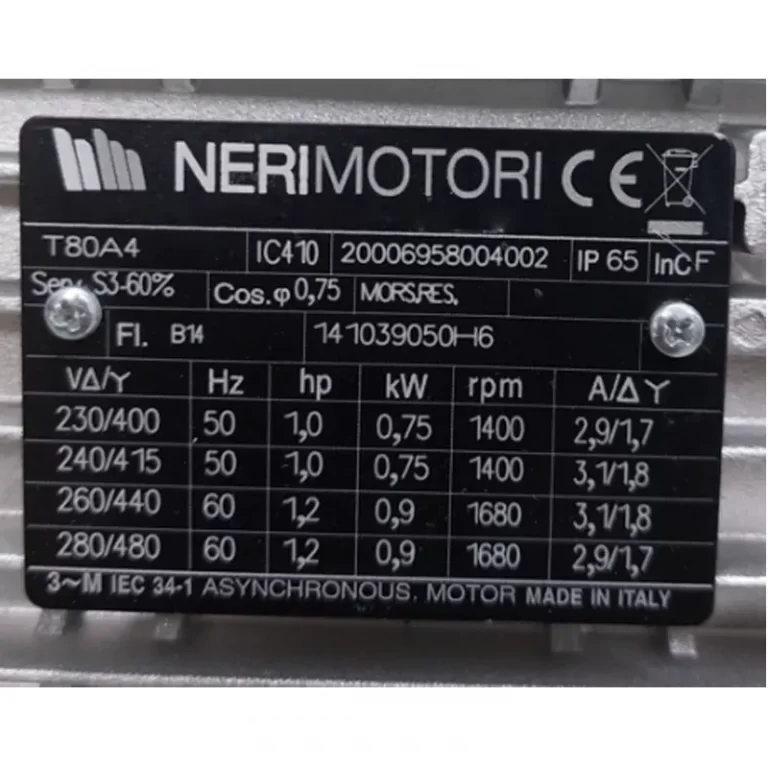 NERIMOTORI CE
T80A4 IC410 20006958004002 IP 65 InCl F
S3-60% Cos.φ 0,75 MORS.RES.
Fl. B14 141039050H6
VΔ/Y Hz hp kW rpm A/Δ Y
230/400 50 1,0 0,75 1400 2,9/1,7
240/415 50 1,0 0,75 1400 3,1/1,8
260/440 60 1,2 0,9 1680 3,1/1,8
280/480 60 1,2 0,9 1680 2,9/1,7
3~M IEC 34-1 ASYNCHRONOUS. MOTOR MADE IN ITALY